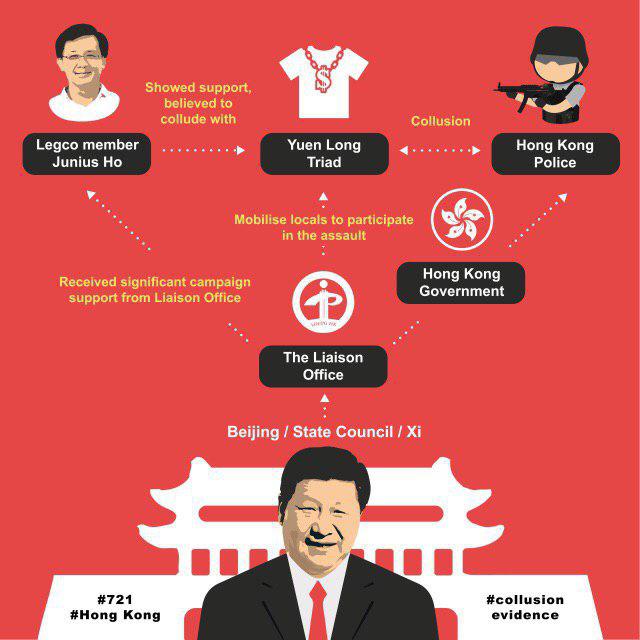 Showed support,
believed to
collude with
Collusion
Legco member
Junius Ho
Yuen Long
Triad
Hong Kong
Police
Mobilise locals to participate
in the assault
Received significant campaign
support from Liaison Office
Hong Kong
Government
The Liaison
Office
Beijing / State Council / Xi
#721
#Hong Kong
#collusion
evidence